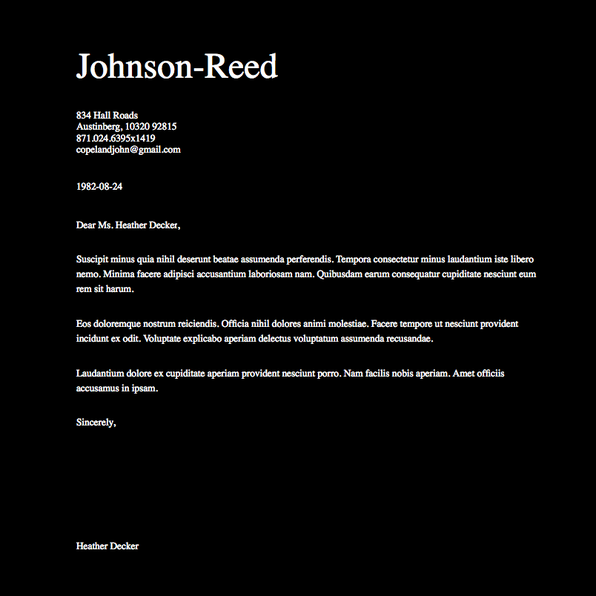 Johnson-Reed
834 Hall Roads
Austinberg, 10320 92815
871.024.6395x1419
copelandjohn@gmail.com
1982-08-24
Dear Ms. Heather Decker,
Suscipit minus quia nihil deserunt beatae assumenda perferendis. Tempora consectetur minus laudantium iste libero
nemo. Minima facere adipisci accusantium laboriosam nam. Quibusdam earum consequatur cupiditate nesciunt eum
rem sit harum.
Eos doloremque nostrum reiciendis. Officia nihil dolores animi molestiae. Facere tempore ut nesciunt provident
incidunt ex odit. Voluptate explicabo aperiam delectus voluptatum assumenda recusandae.
Laudantium dolore ex cupiditate aperiam provident nesciunt porro. Nam facilis nobis aperiam. Amet officiis
accusamus in ipsam.
Sincerely,
Heather Decker